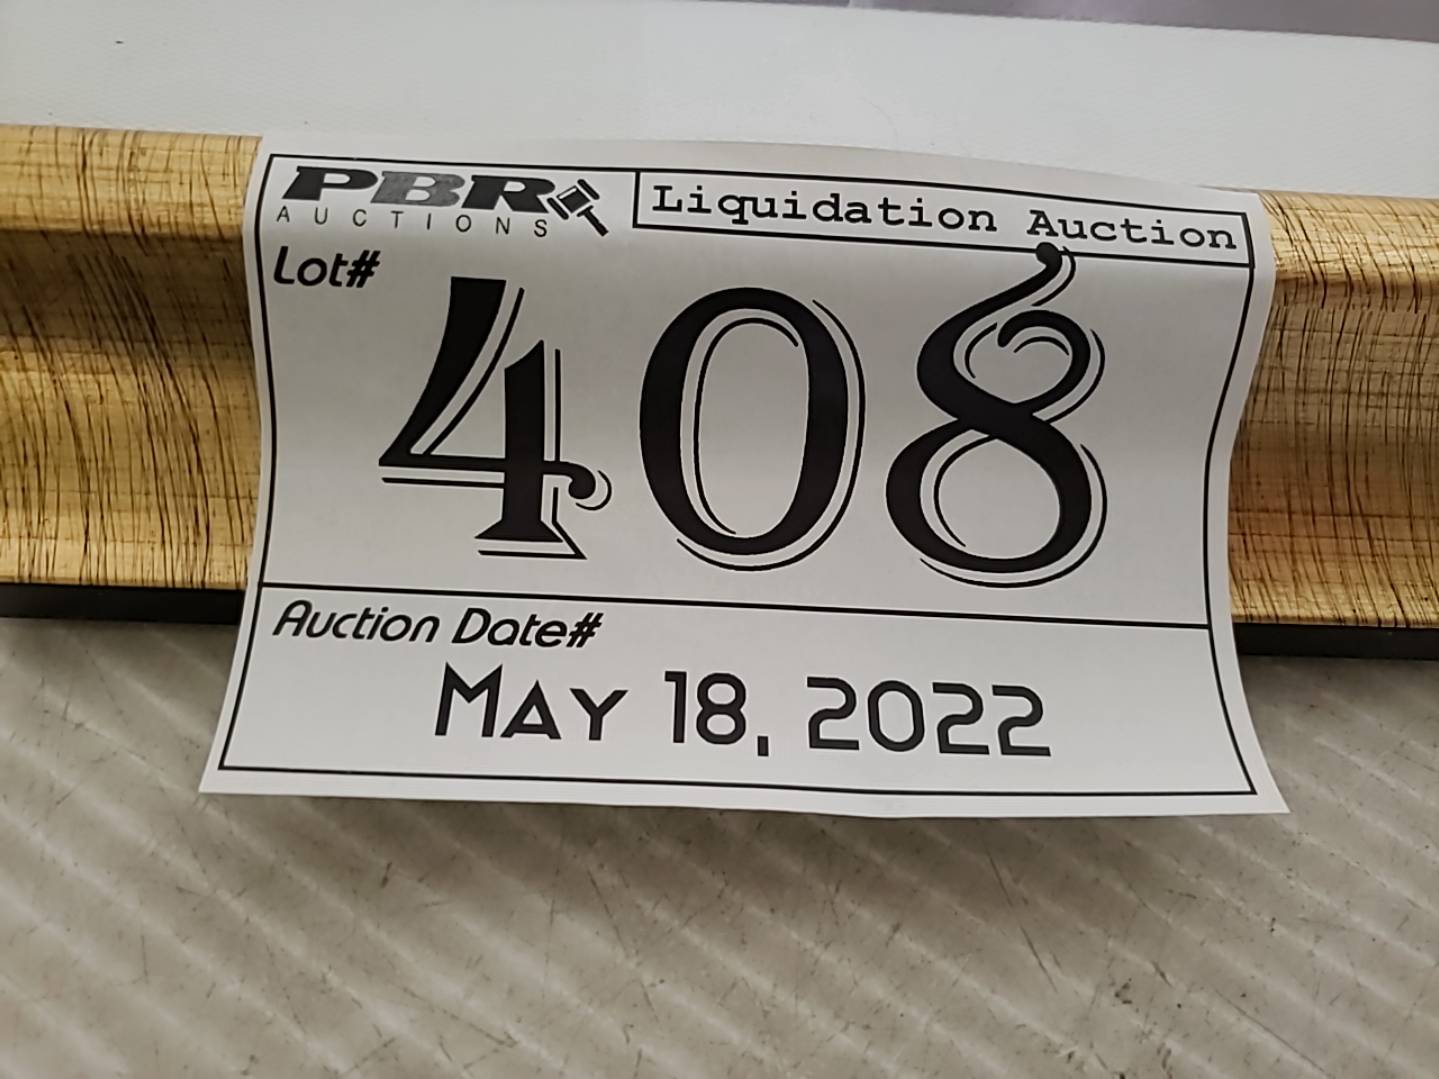 PBR
AUCTIONS
Liquidation Auction
Lot#
408
Auction Date#
May 18, 2022